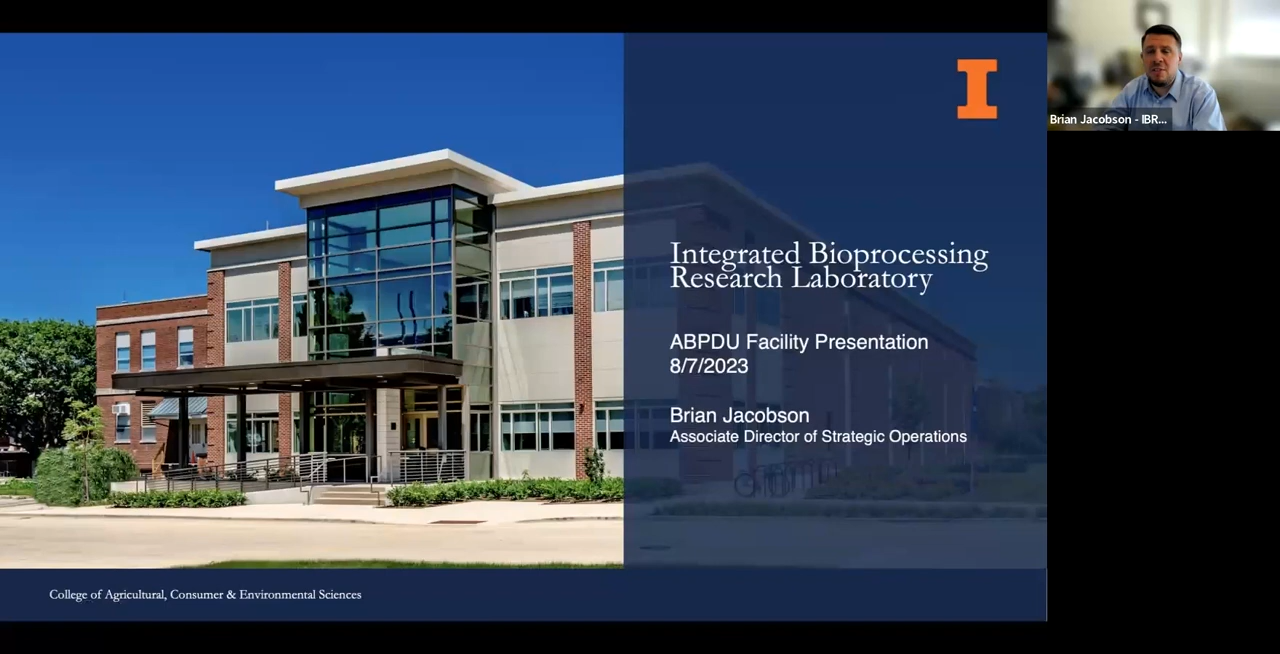 Integrated Bioprocessing
Research Laboratory
ABPDU Facility Presentation
8/7/2023
Brian Jacobson
Associate Director of Strategic Operations
College of Agricultural, Consumer & Environmental Sciences
Brian Jacobson - IBR...